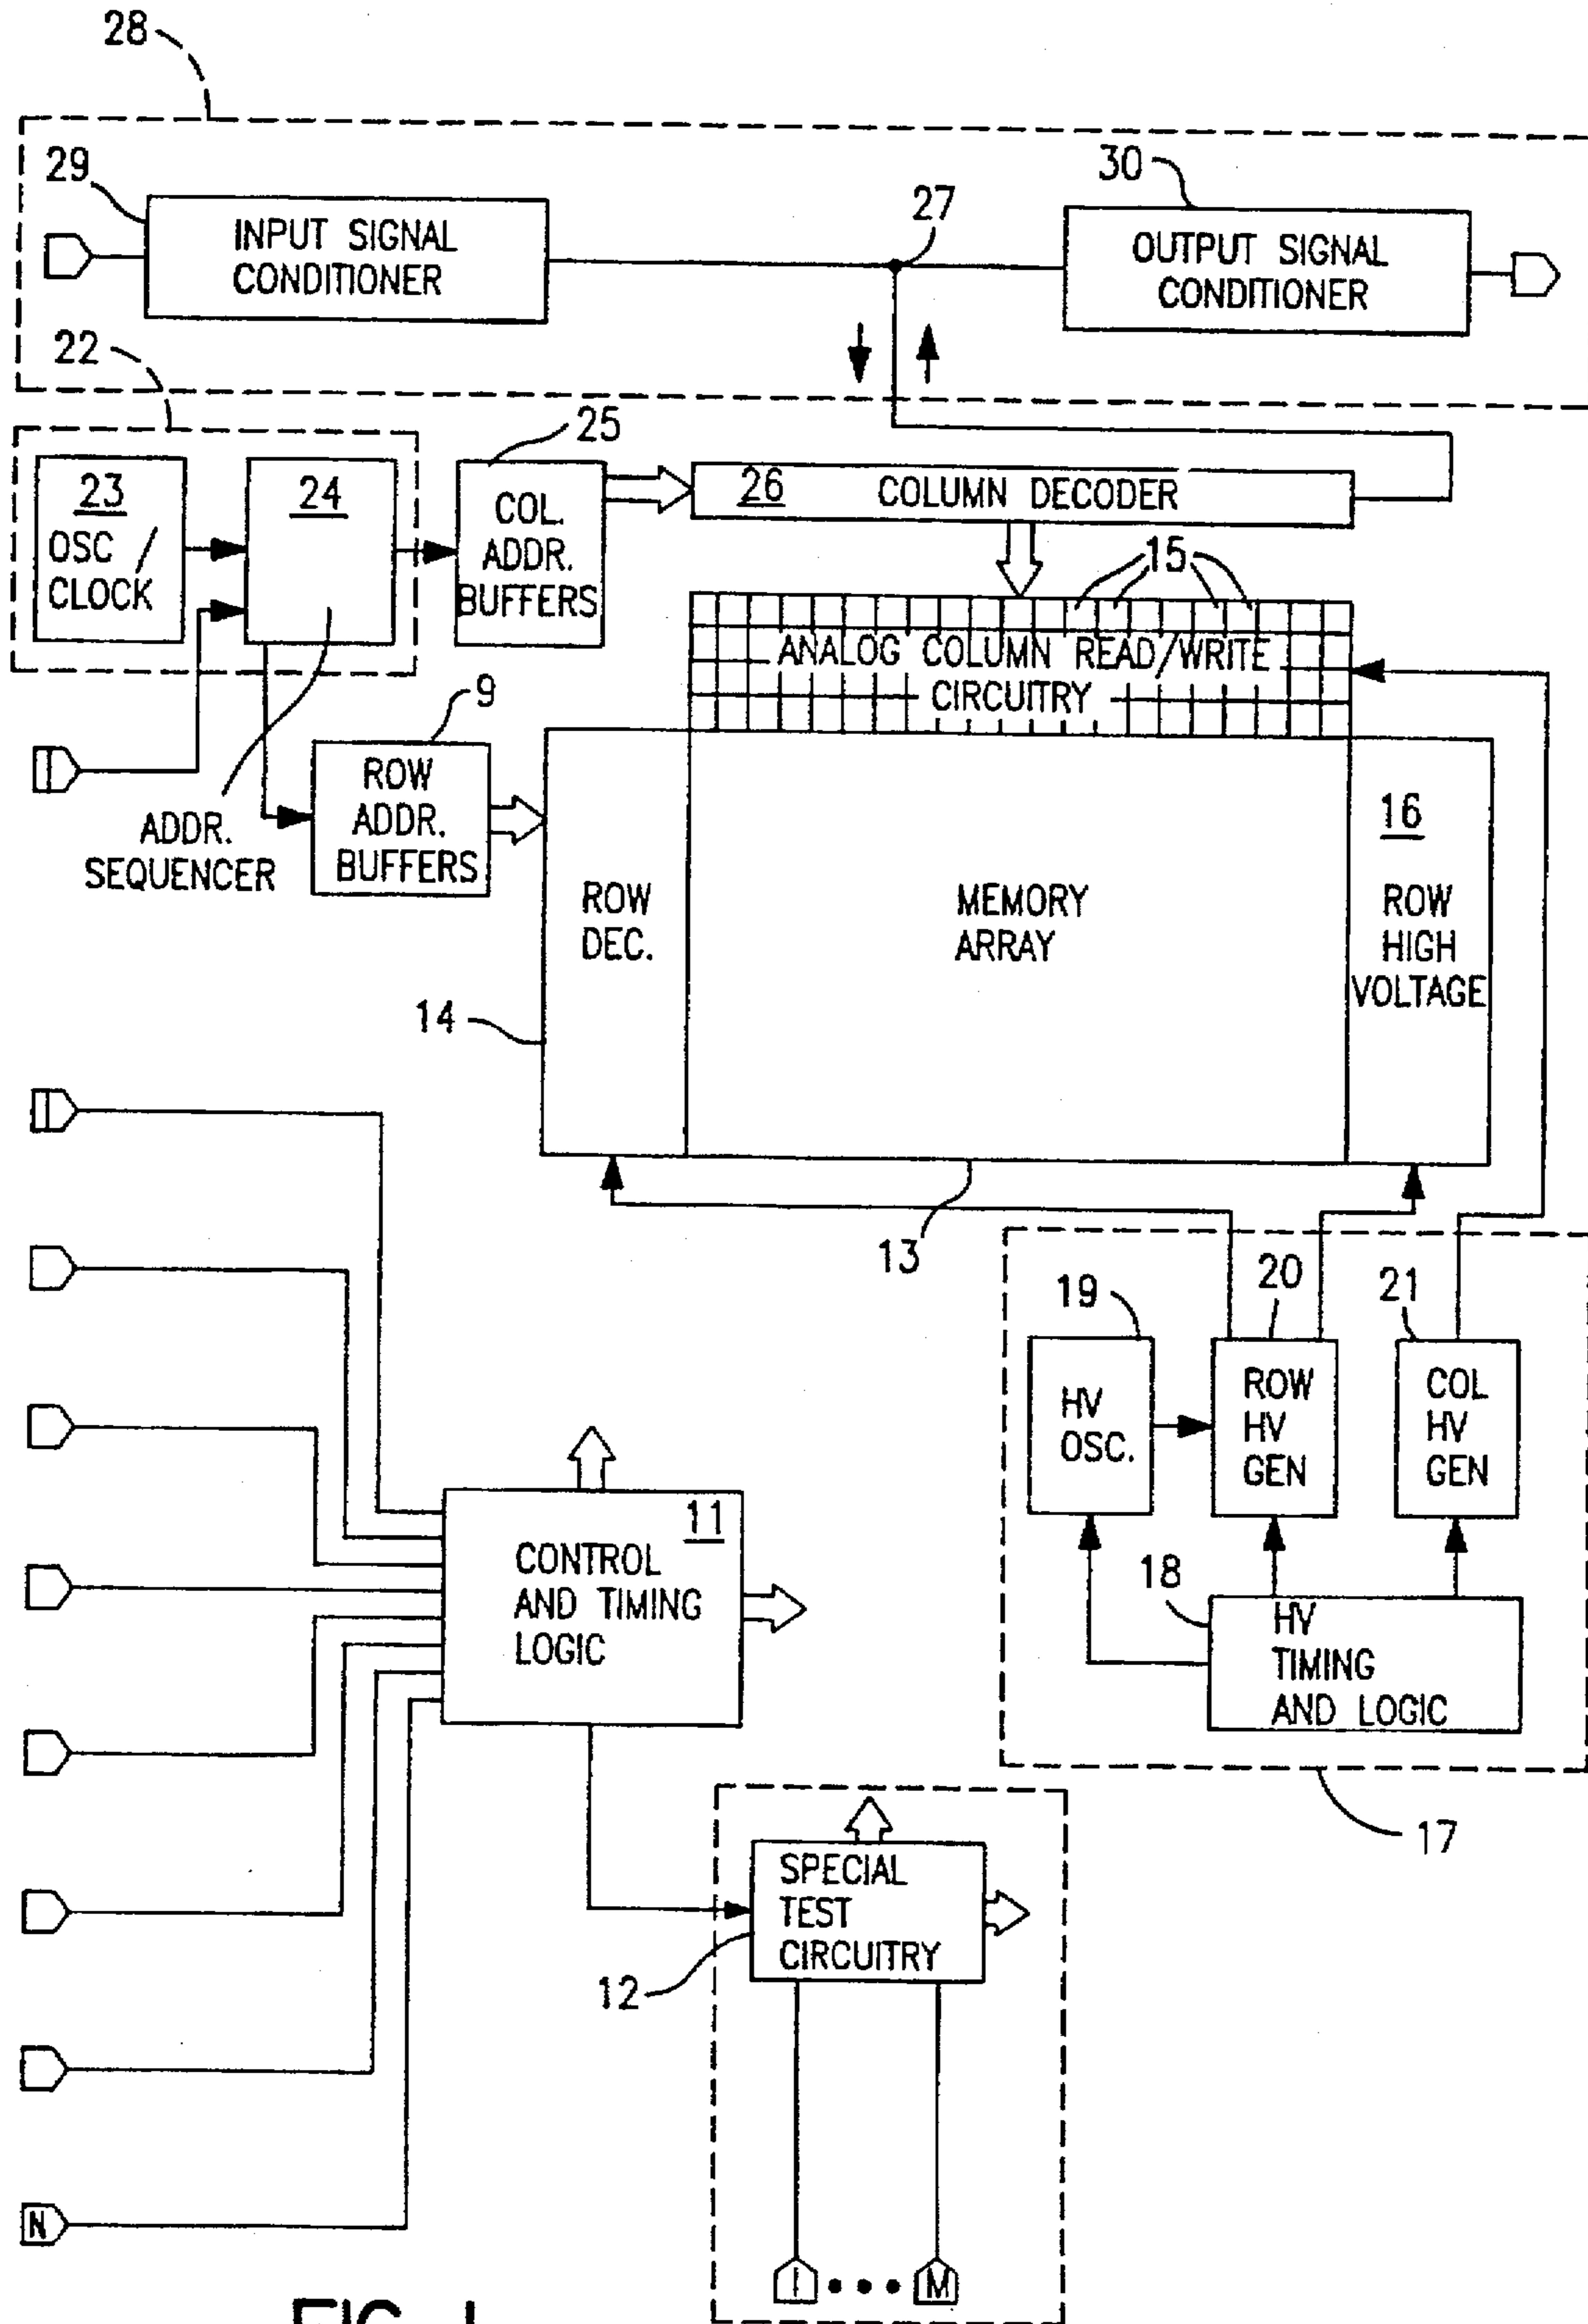 28
29
INPUT SIGNAL
CONDITIONER
27
30
OUTPUT SIGNAL
CONDITIONER
22
23
OSC /
CLOCK
24
25
COL.
ADDR.
BUFFERS
26 COLUMN DECODER
15
ANALOG COLUMN READ/WRITE
CIRCUITRY
9
ROW
ADDR.
BUFFERS
ADDR.
SEQUENCER
ROW
DEC.
14
MEMORY
ARRAY
13
16
ROW
HIGH
VOLTAGE
19
HV
OSC.
20
ROW
HV
GEN
21
COL
HV
GEN
18
HV
TIMING
AND LOGIC
17
11
CONTROL
AND TIMING
LOGIC
SPECIAL
TEST
CIRCUITRY
12
N
I ••• M
FIG. 1